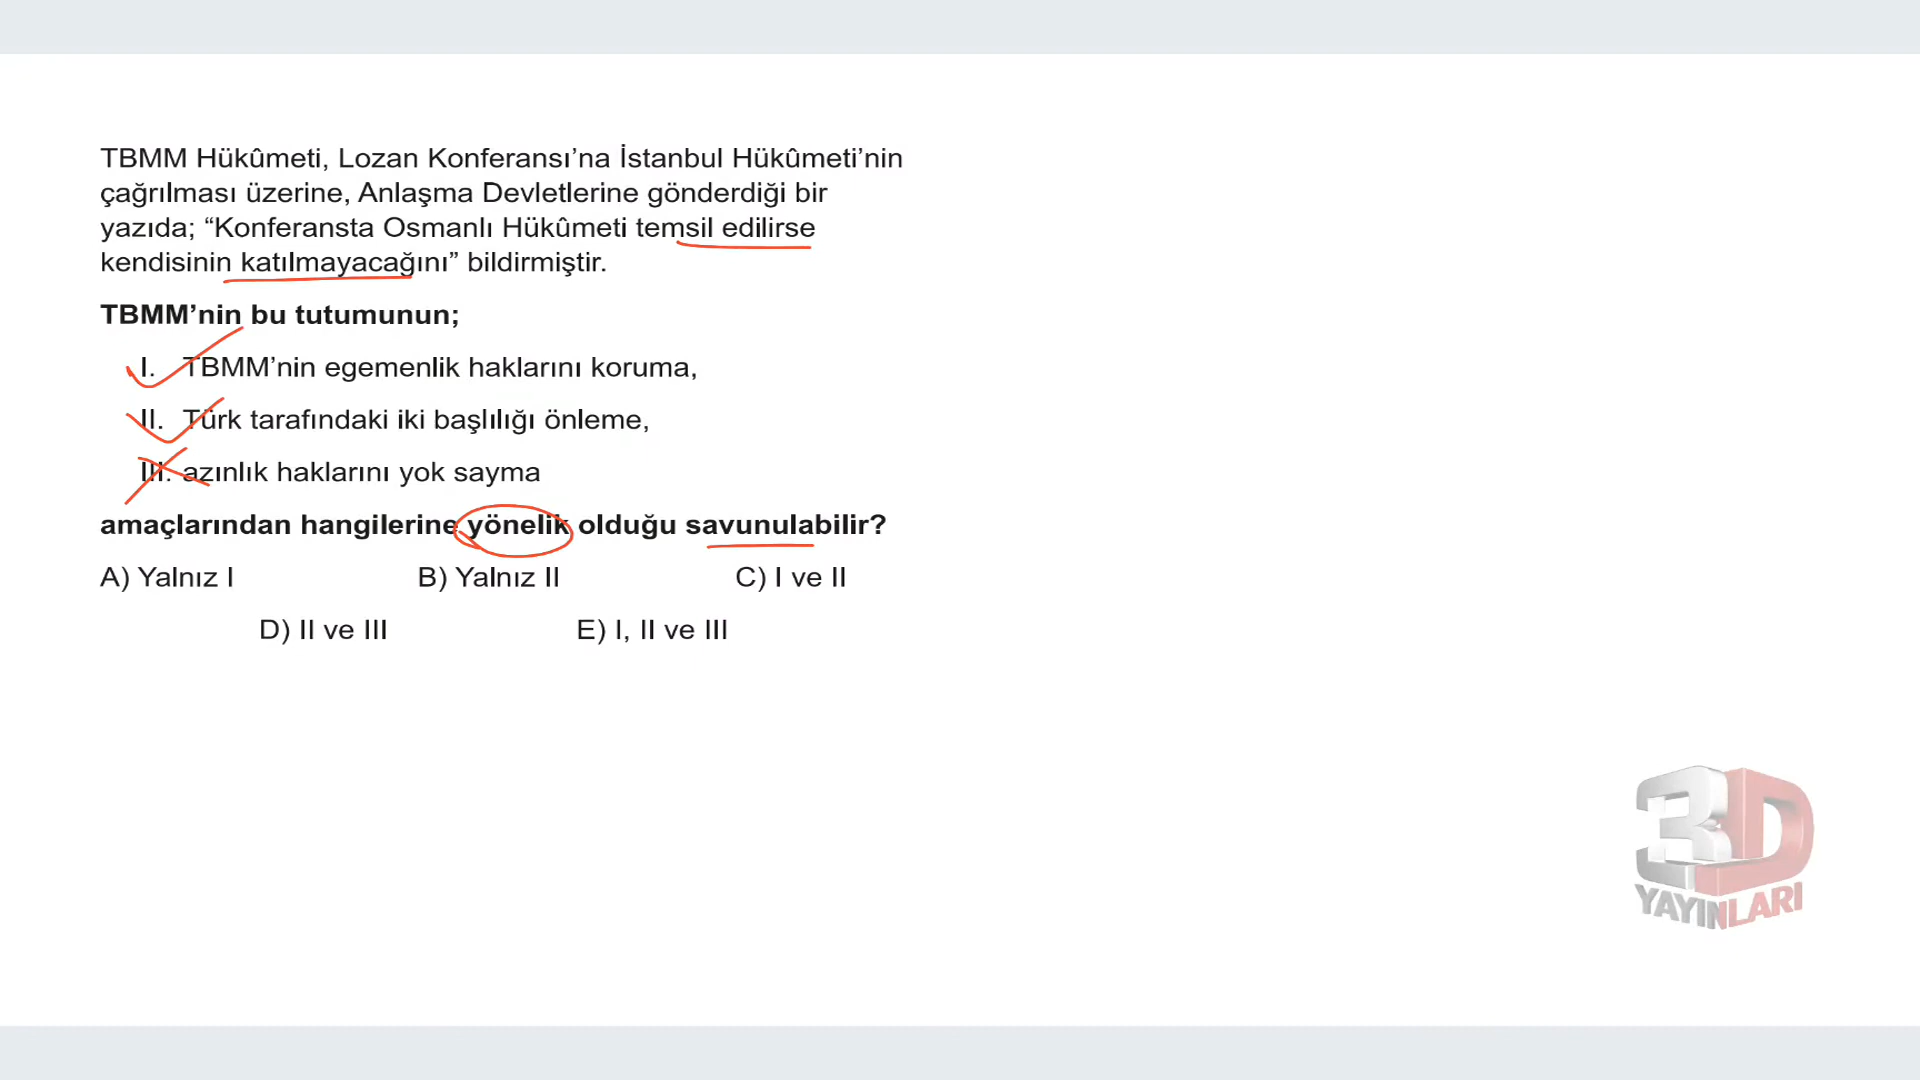 TBMM Hükûmeti, Lozan Konferansı’na İstanbul Hükûmeti’nin
çağrılması üzerine, Anlaşma Devletlerine gönderdiği bir
yazıda; “Konferansta Osmanlı Hükûmeti temsil edilirse
kendisinin katılmayacağını” bildirmiştir.
TBMM’nin bu tutumunun;
I. TBMM’nin egemenlik haklarını koruma,
II. Türk tarafındaki iki başlılığı önleme,
III. azınlık haklarını yok sayma
amaçlarından hangilerine yönelik olduğu savunulabilir?
A) Yalnız I B) Yalnız II C) I ve II
D) II ve III E) I, II ve III
3D
YAYINLARI